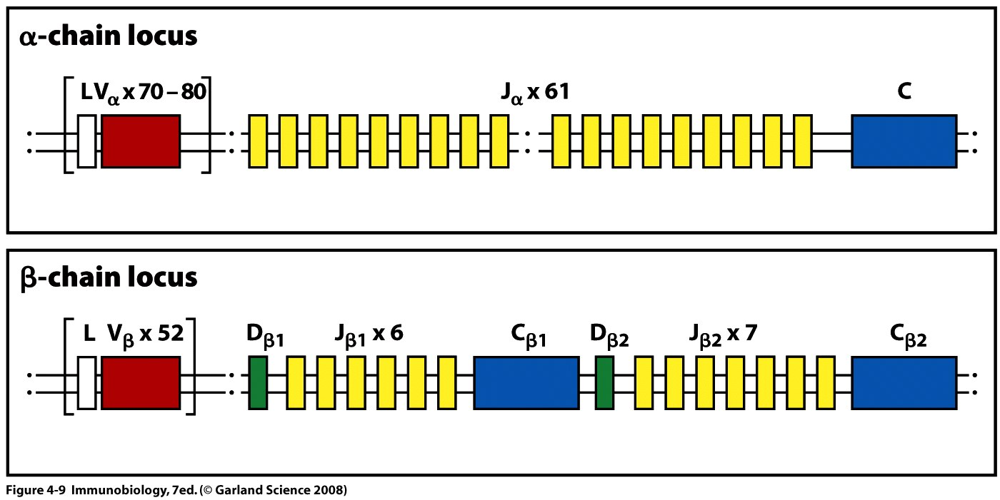 α-chain locus
LVα x 70 – 80 Jα x 61 C
β-chain locus
L Vβ x 52 Dβ1 Jβ1 x 6 Cβ1 Dβ2 Jβ2 x 7 Cβ2
Figure 4-9 Immunobiology, 7ed. (© Garland Science 2008)